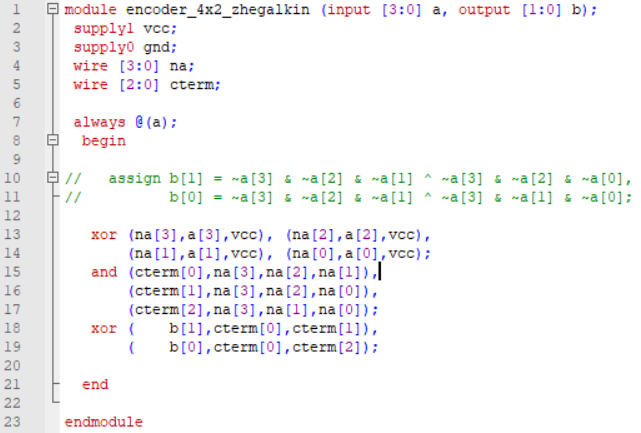 1 module encoder_4x2_zhegalkin (input [3:0] a, output [1:0] b);
2 supply1 vcc;
3 supply0 gnd;
4 wire [3:0] na;
5 wire [2:0] cterm;
6
7 always @(a);
8 begin
9
10 // assign b[1] = ~a[3] & ~a[2] & ~a[1] ^ ~a[3] & ~a[2] & ~a[0],
11 // b[0] = ~a[3] & ~a[2] & ~a[1] ^ ~a[3] & ~a[1] & ~a[0];
12
13 xor (na[3],a[3],vcc), (na[2],a[2],vcc),
14 (na[1],a[1],vcc), (na[0],a[0],vcc);
15 and (cterm[0],na[3],na[2],na[1]),
16 (cterm[1],na[3],na[2],na[0]),
17 (cterm[2],na[3],na[1],na[0]);
18 xor ( b[1],cterm[0],cterm[1]),
19 ( b[0],cterm[0],cterm[2]);
20
21 end
22
23 endmodule